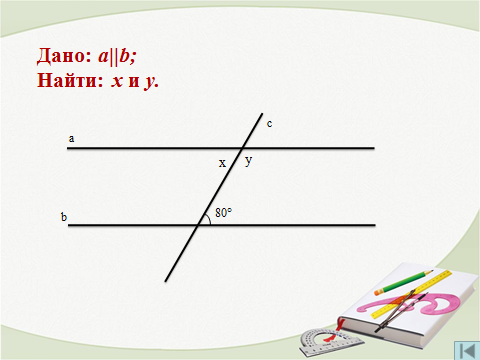 Дано: a||b;
Найти: x и y.
c
a
x y
80°
b